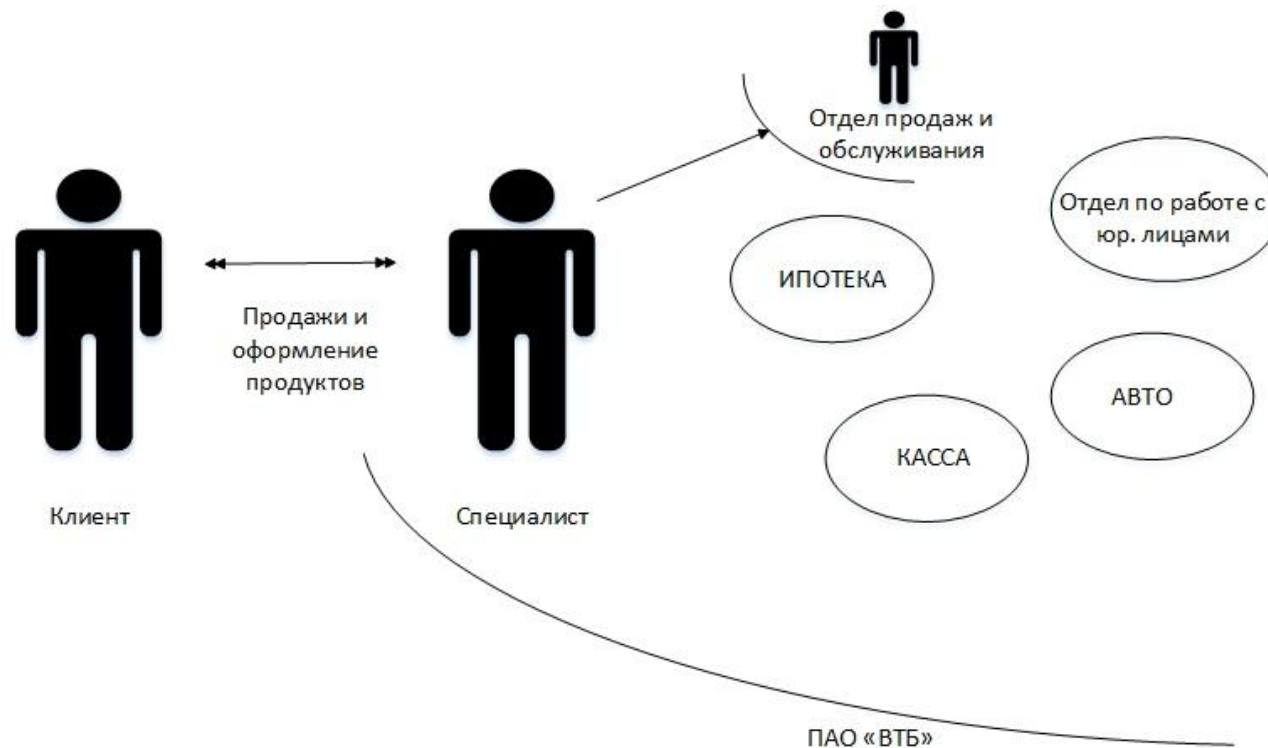 Отдел продаж и
обслуживания
Отдел по работе с
юр. лицами
ИПОТЕКА
Продажи и
оформление
продуктов
АВТО
КАССА
Клиент
Специалист
ПАО «ВТБ»